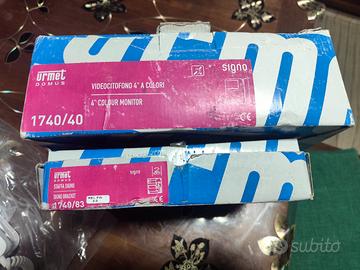 urmet
DOMUS
signo
VIDEOCITOFONO 4" A COLORI
4" COLOUR MONITOR
1740/40
CE
urmet
DOMUS
signo
STAFFA SIGNO
SIGNO BRACKET
1740/83
subito